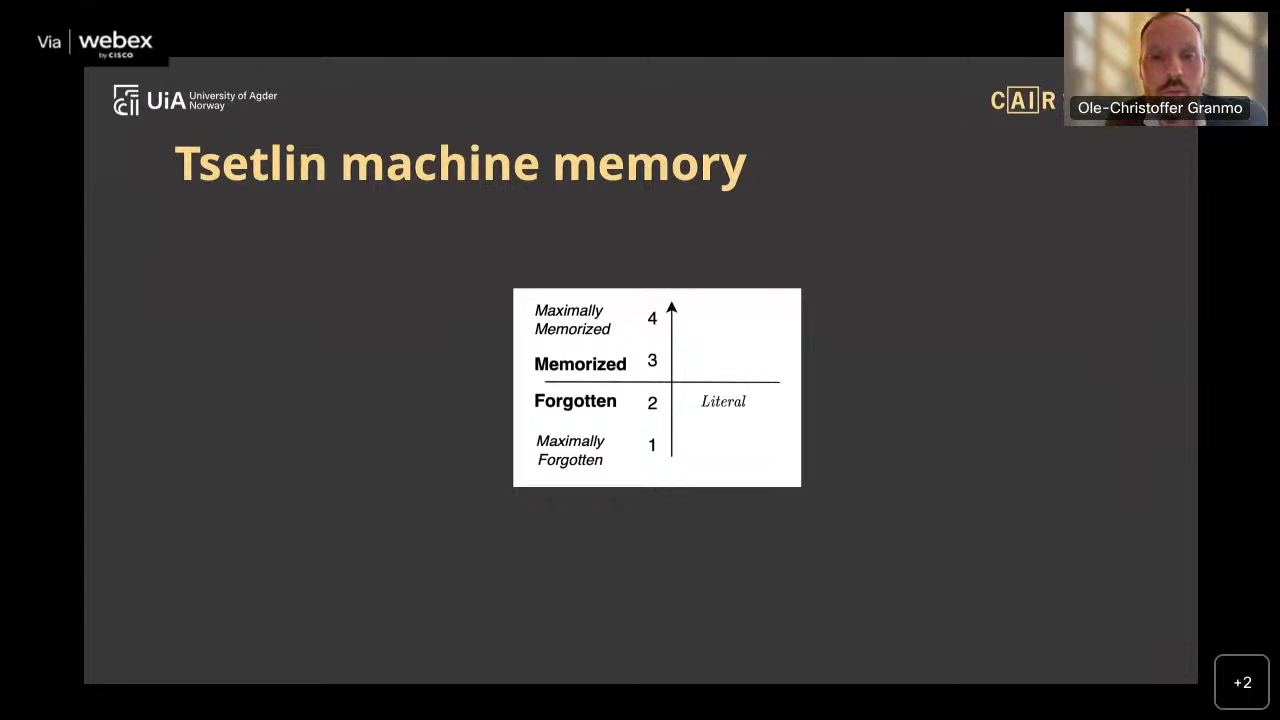 Via webex
by CISCO
UiA University of Agder
Norway
CAIR
Ole-Christoffer Granmo
Tsetlin machine memory
Maximally
Memorized 4
Memorized 3
Forgotten 2 Literal
Maximally
Forgotten 1
+2